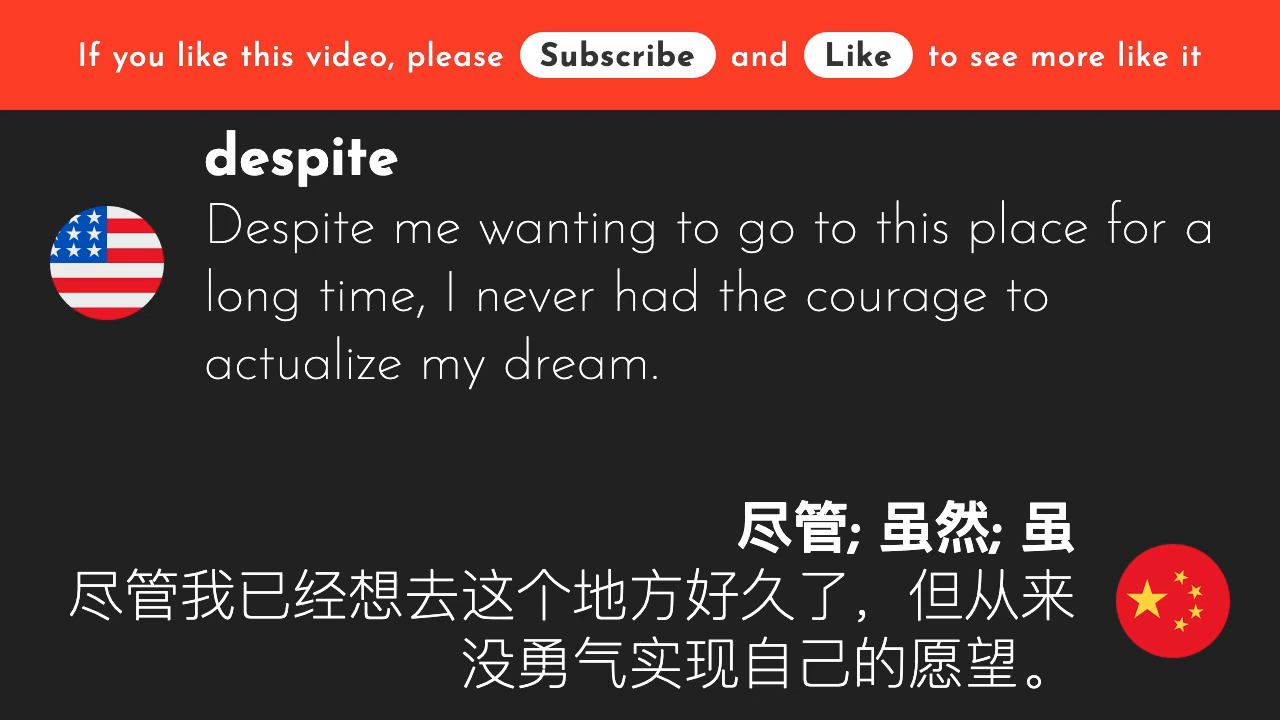 If you like this video, please Subscribe and Like to see more like it
despite
Despite me wanting to go to this place for a
long time, I never had the courage to
actualize my dream.
尽管; 虽然; 虽
尽管我已经想去这个地方好久了，但从来
没勇气实现自己的愿望。